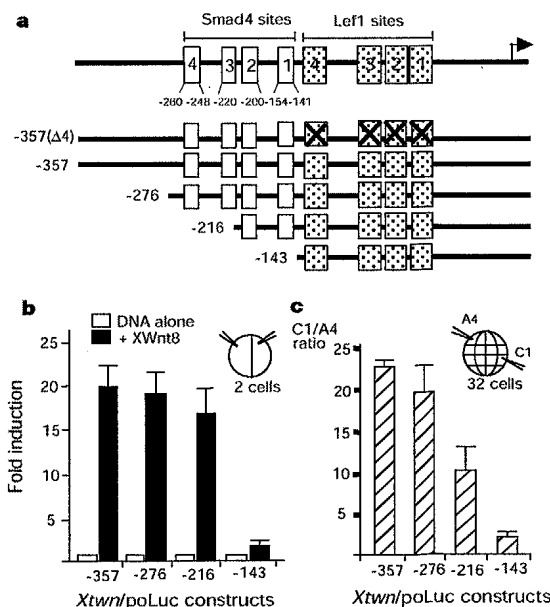 a
Smad4 sites
Lef1 sites
4 3 2 1 4 3 2 1
-260 -248 -220 -200 -154 -141
-357(Δ4)
-357
-276
-216
-143
b
DNA alone
+ XWnt8
2 cells
Fold induction
25
20
15
10
5
-357 -276 -216 -143
Xtwn/poLuc constructs
c
C1/A4
ratio
A4
C1
32 cells
25
20
15
10
5
-357 -276 -216 -143
Xtwn/poLuc constructs